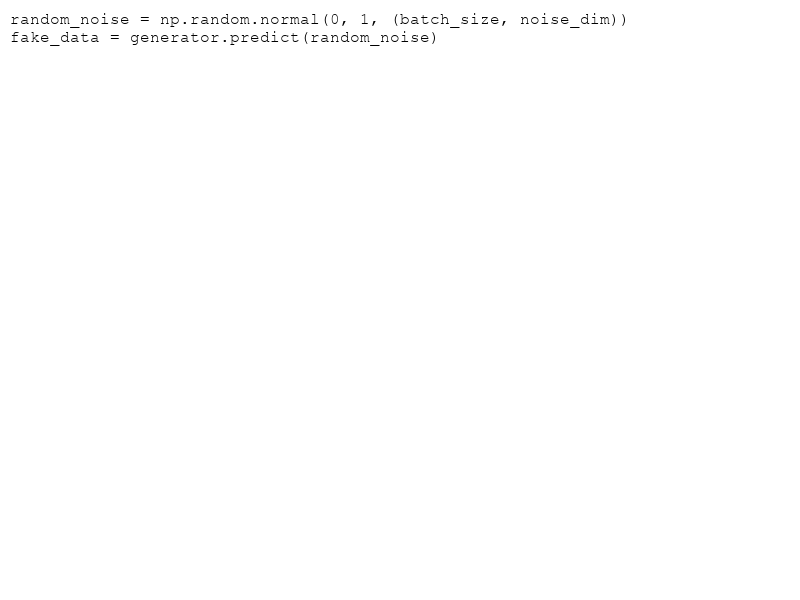 random_noise = np.random.normal(0, 1, (batch_size, noise_dim))
fake_data = generator.predict(random_noise)